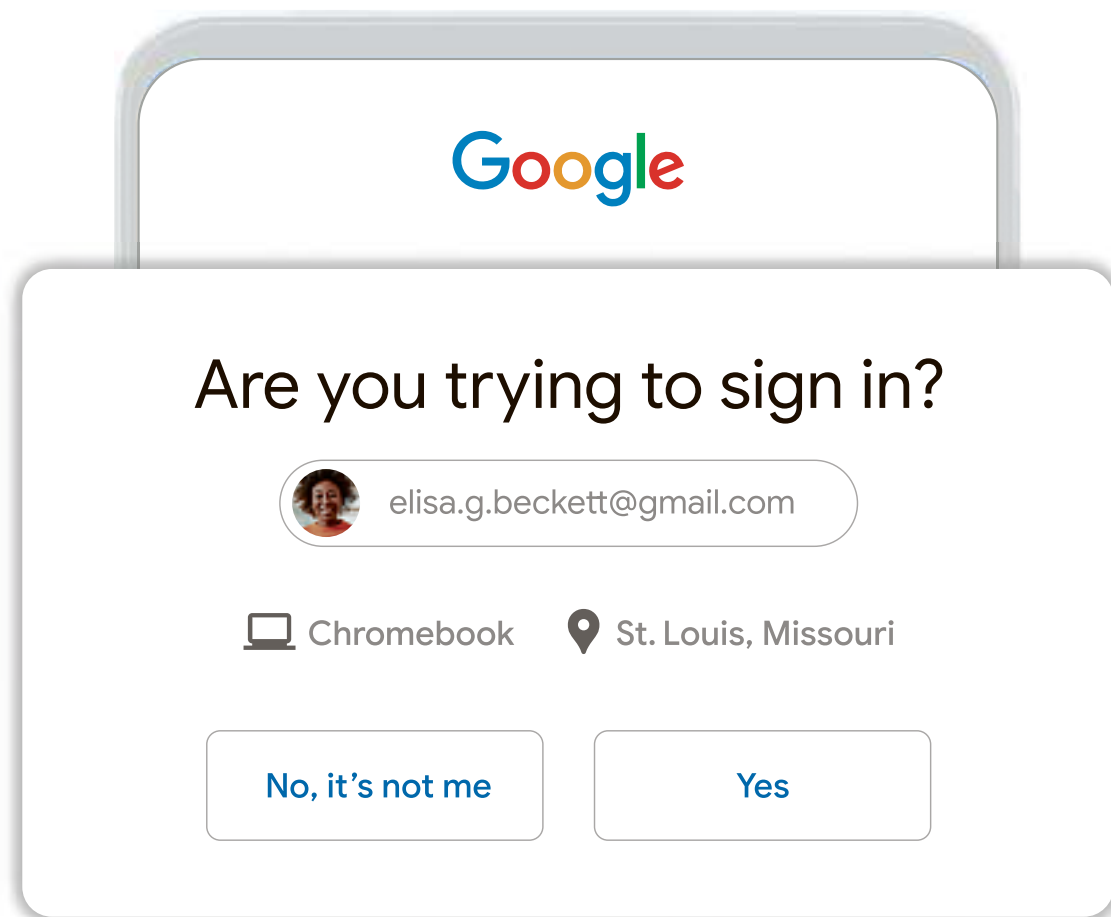 Google
Are you trying to sign in?
elisa.g.beckett@gmail.com
Chromebook St. Louis, Missouri
No, it’s not me Yes